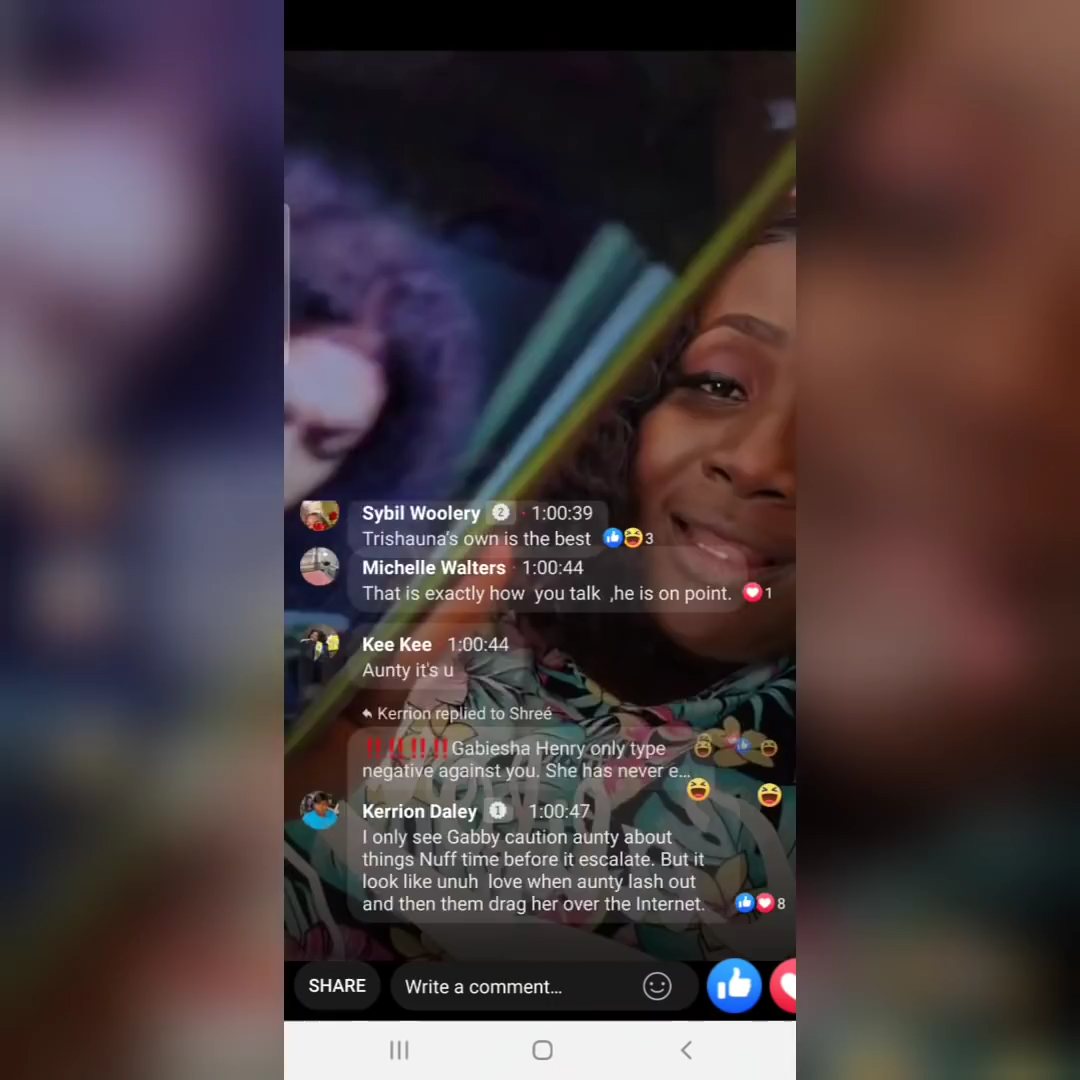 Sybil Woolery 2 · 1:00:39
Trishauna's own is the best 3
Michelle Walters · 1:00:44
That is exactly how you talk ,he is on point. 1
Kee Kee 1:00:44
Aunty it's u
Kerrion replied to Shreé
‼️‼️‼️‼️Gabiesha Henry only type
negative against you. She has never e...
Kerrion Daley 1 1:00:47
I only see Gabby caution aunty about
things Nuff time before it escalate. But it
look like unuh love when aunty lash out
and then them drag her over the Internet. 8
SHARE Write a comment...